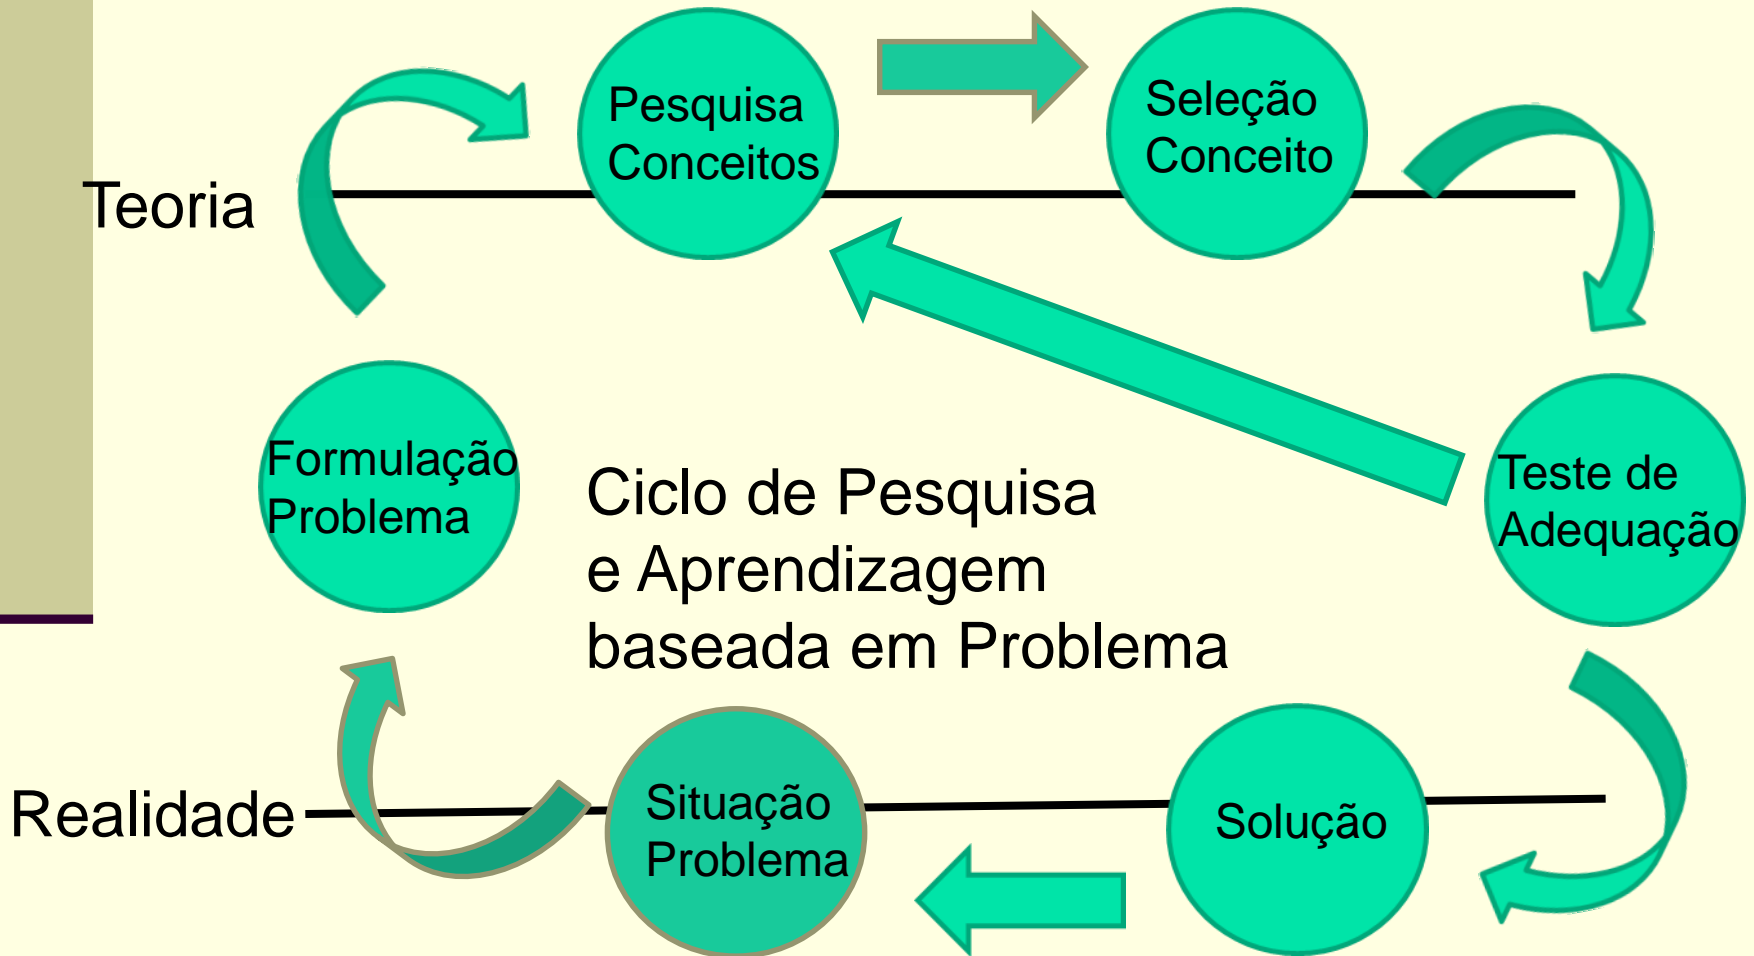 Pesquisa
Conceitos
Seleção
Conceito
Teoria
Formulação
Problema
Ciclo de Pesquisa
e Aprendizagem
baseada em Problema
Teste de
Adequação
Realidade
Situação
Problema
Solução